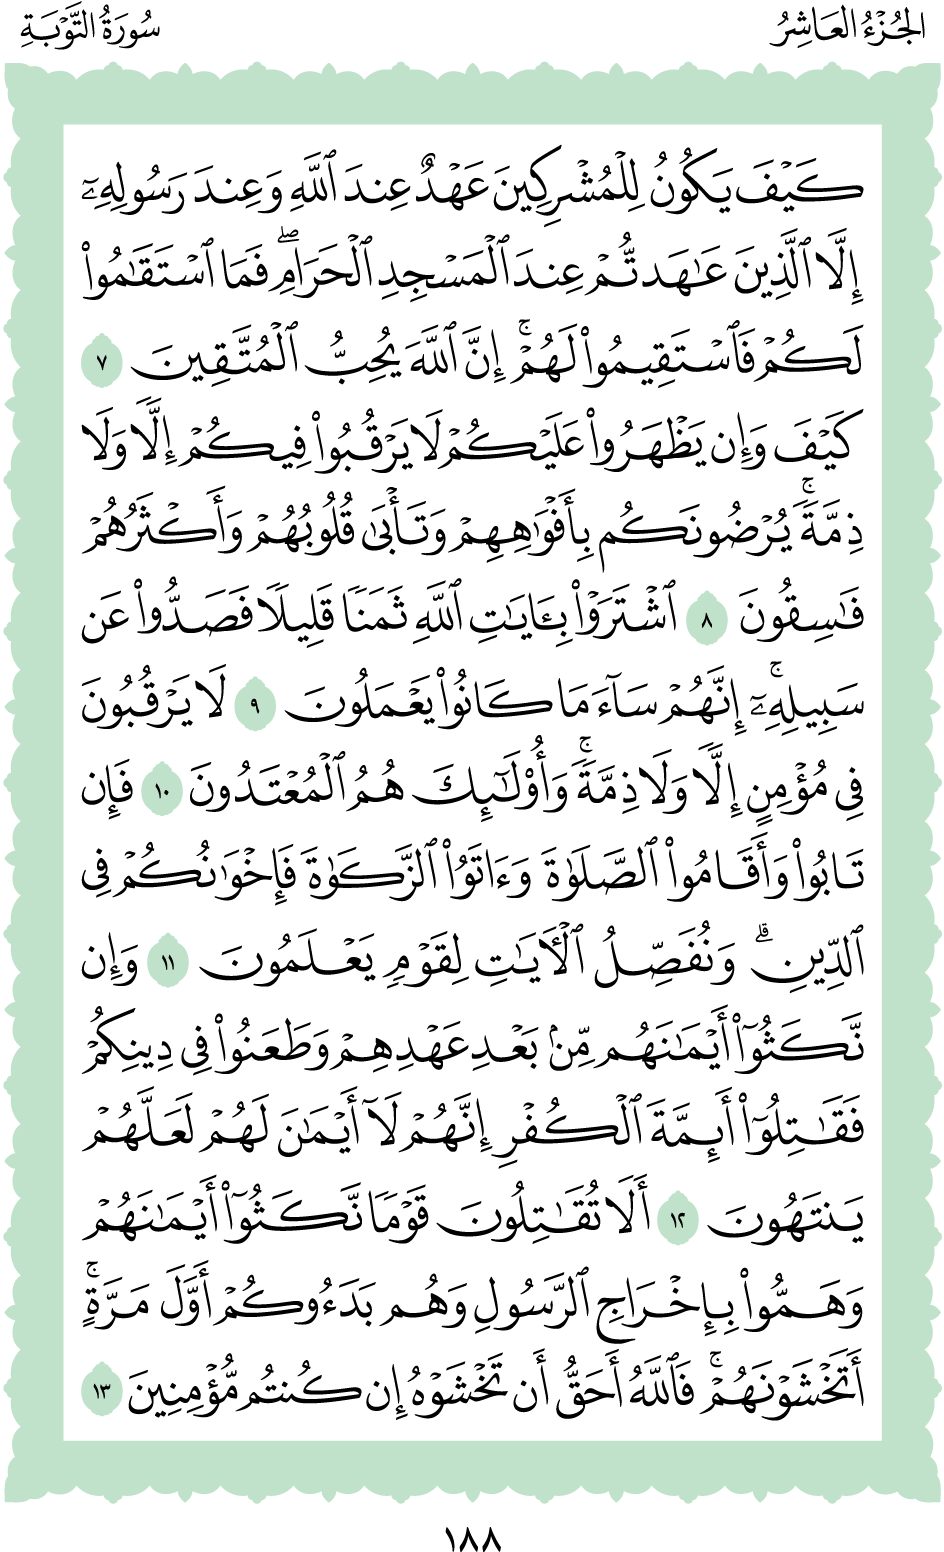 الجُزْءُ العَاشِرُ
سُورَةُ التَّوْبَةِ
كَيۡفَ يَكُونُ لِلۡمُشۡرِكِينَ عَهۡدٌ عِندَ ٱللَّهِ وَعِندَ رَسُولِهِۦٓ
إِلَّا ٱلَّذِينَ عَٰهَدتُّمۡ عِندَ ٱلۡمَسۡجِدِ ٱلۡحَرَامِۖ فَمَا ٱسۡتَقَٰمُواْ
لَكُمۡ فَٱسۡتَقِيمُواْ لَهُمۡۚ إِنَّ ٱللَّهَ يُحِبُّ ٱلۡمُتَّقِينَ ٧
كَيۡفَ وَإِن يَظۡهَرُواْ عَلَيۡكُمۡ لَا يَرۡقُبُواْ فِيكُمۡ إِلّٗا وَلَا
ذِمَّةٗۚ يُرۡضُونَكُم بِأَفۡوَٰهِهِمۡ وَتَأۡبَىٰ قُلُوبُهُمۡ وَأَكۡثَرُهُمۡ
فَٰسِقُونَ ٨ ٱشۡتَرَوۡاْ بِـَٔايَٰتِ ٱللَّهِ ثَمَنٗا قَلِيلٗا فَصَدُّواْ عَن
سَبِيلِهِۦٓۚ إِنَّهُمۡ سَآءَ مَا كَانُواْ يَعۡمَلُونَ ٩ لَا يَرۡقُبُونَ
فِي مُؤۡمِنٍ إِلّٗا وَلَا ذِمَّةٗۚ وَأُوْلَٰٓئِكَ هُمُ ٱلۡمُعۡتَدُونَ ١٠ فَإِن
تَابُواْ وَأَقَامُواْ ٱلصَّلَوٰةَ وَءَاتَوُاْ ٱلزَّكَوٰةَ فَإِخۡوَٰنُكُمۡ فِي
ٱلدِّينِۗ وَنُفَصِّلُ ٱلۡأٓيَٰتِ لِقَوۡمٖ يَعۡلَمُونَ ١١ وَإِن
نَّكَثُوٓاْ أَيۡمَٰنَهُم مِّنۢ بَعۡدِ عَهۡدِهِمۡ وَطَعَنُواْ فِي دِينِكُمۡ
فَقَٰتِلُوٓاْ أَئِمَّةَ ٱلۡكُفۡرِ إِنَّهُمۡ لَآ أَيۡمَٰنَ لَهُمۡ لَعَلَّهُمۡ
يَنتَهُونَ ١٢ أَلَا تُقَٰتِلُونَ قَوۡمٗا نَّكَثُوٓاْ أَيۡمَٰنَهُمۡ
وَهَمُّواْ بِإِخۡرَاجِ ٱلرَّسُولِ وَهُم بَدَءُوكُمۡ أَوَّلَ مَرَّةٍۚ
أَتَخۡشَوۡنَهُمۡۚ فَٱللَّهُ أَحَقُّ أَن تَخۡشَوۡهُ إِن كُنتُم مُّؤۡمِنِينَ ١٣
١٨٨